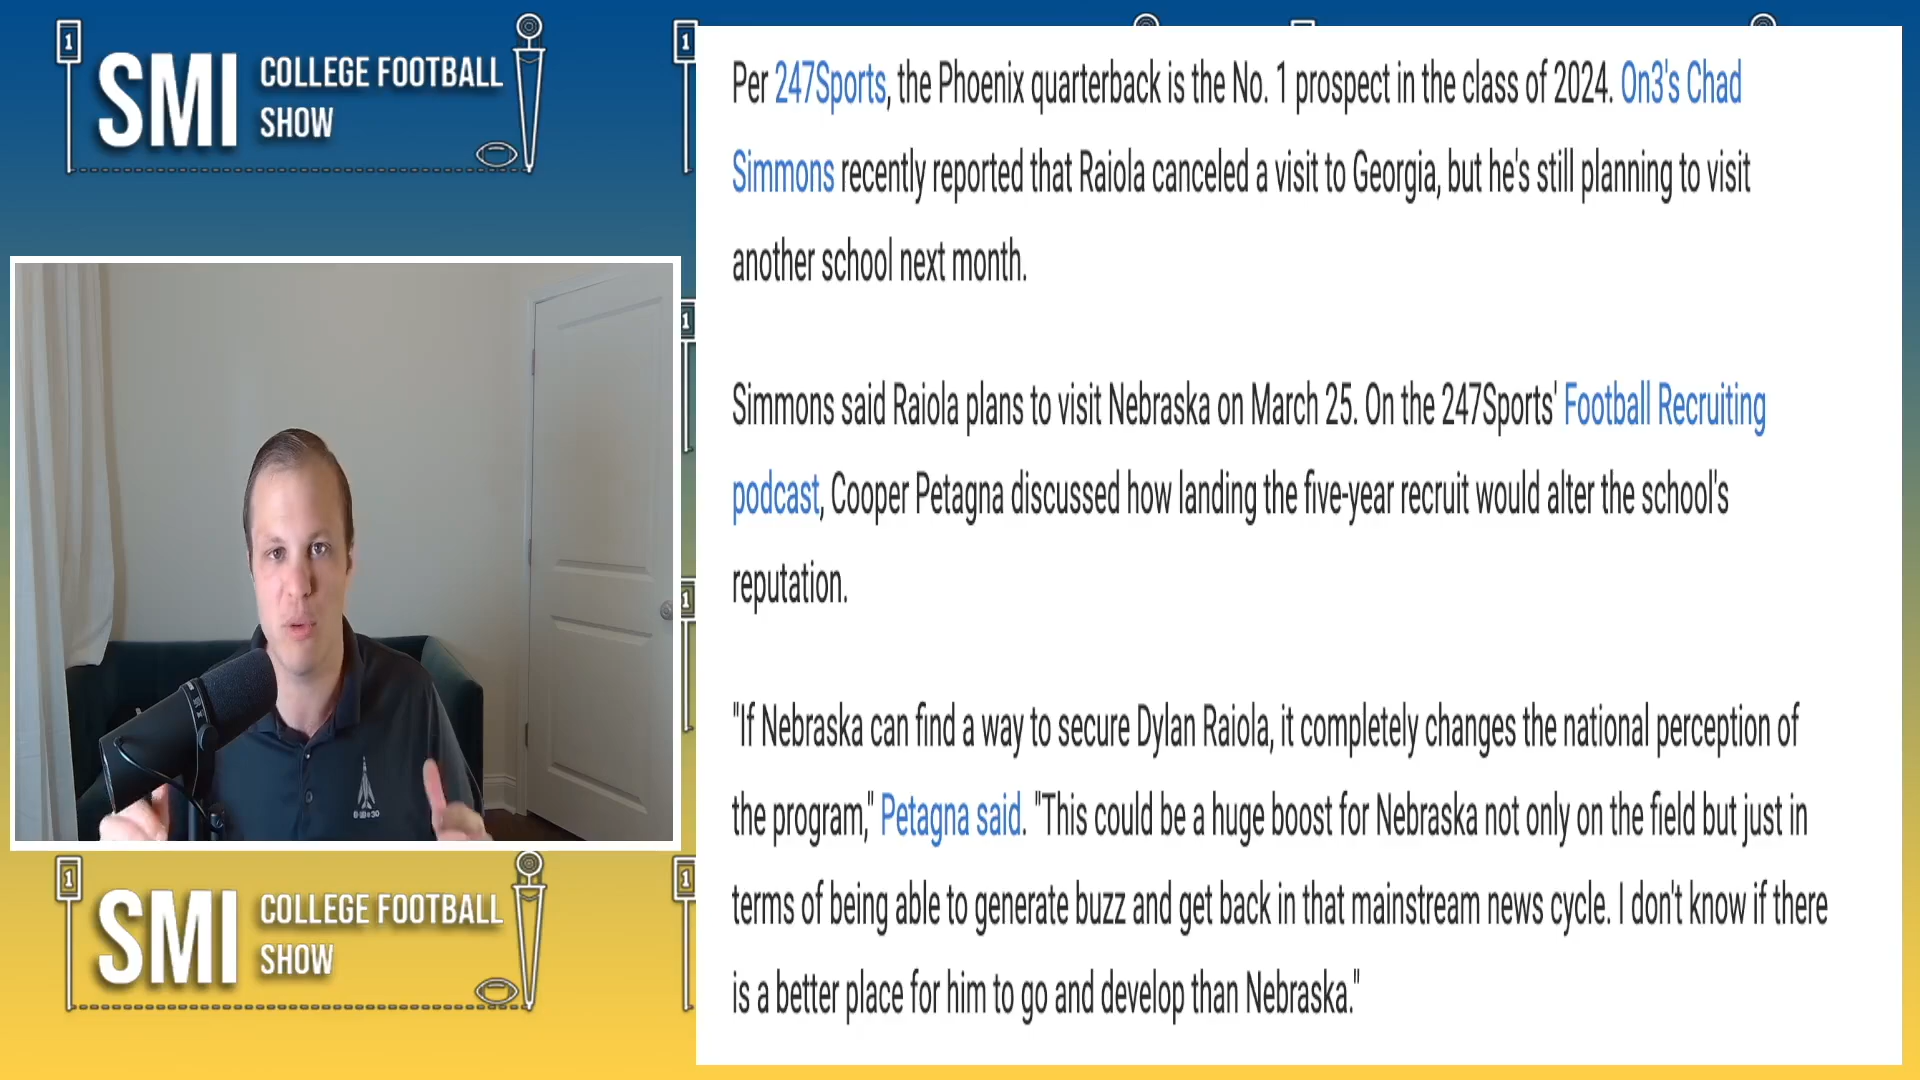 1
SMI
COLLEGE FOOTBALL
SHOW
1
Per 247Sports, the Phoenix quarterback is the No. 1 prospect in the class of 2024. On3's Chad
Simmons recently reported that Raiola canceled a visit to Georgia, but he's still planning to visit
another school next month.
1
Simmons said Raiola plans to visit Nebraska on March 25. On the 247Sports' Football Recruiting
podcast, Cooper Petagna discussed how landing the five-year recruit would alter the school's
reputation.
1
"If Nebraska can find a way to secure Dylan Raiola, it completely changes the national perception of
the program," Petagna said. "This could be a huge boost for Nebraska not only on the field but just in
terms of being able to generate buzz and get back in that mainstream news cycle. I don't know if there
is a better place for him to go and develop than Nebraska."
1
SMI
COLLEGE FOOTBALL
SHOW
1